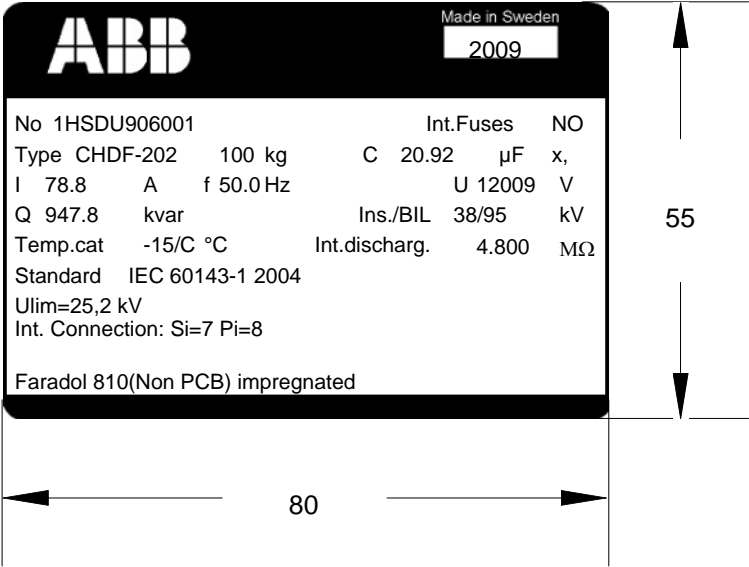 ABB
Made in Sweden
2009
No 1HSDU906001 Int.Fuses NO
Type CHDF-202 100 kg C 20.92 µF x,
I 78.8 A f 50.0 Hz U 12009 V
Q 947.8 kvar Ins./BIL 38/95 kV
Temp.cat -15/C °C Int.discharg. 4.800 MΩ
Standard IEC 60143-1 2004
Ulim=25,2 kV
Int. Connection: Si=7 Pi=8
Faradol 810(Non PCB) impregnated
55
80